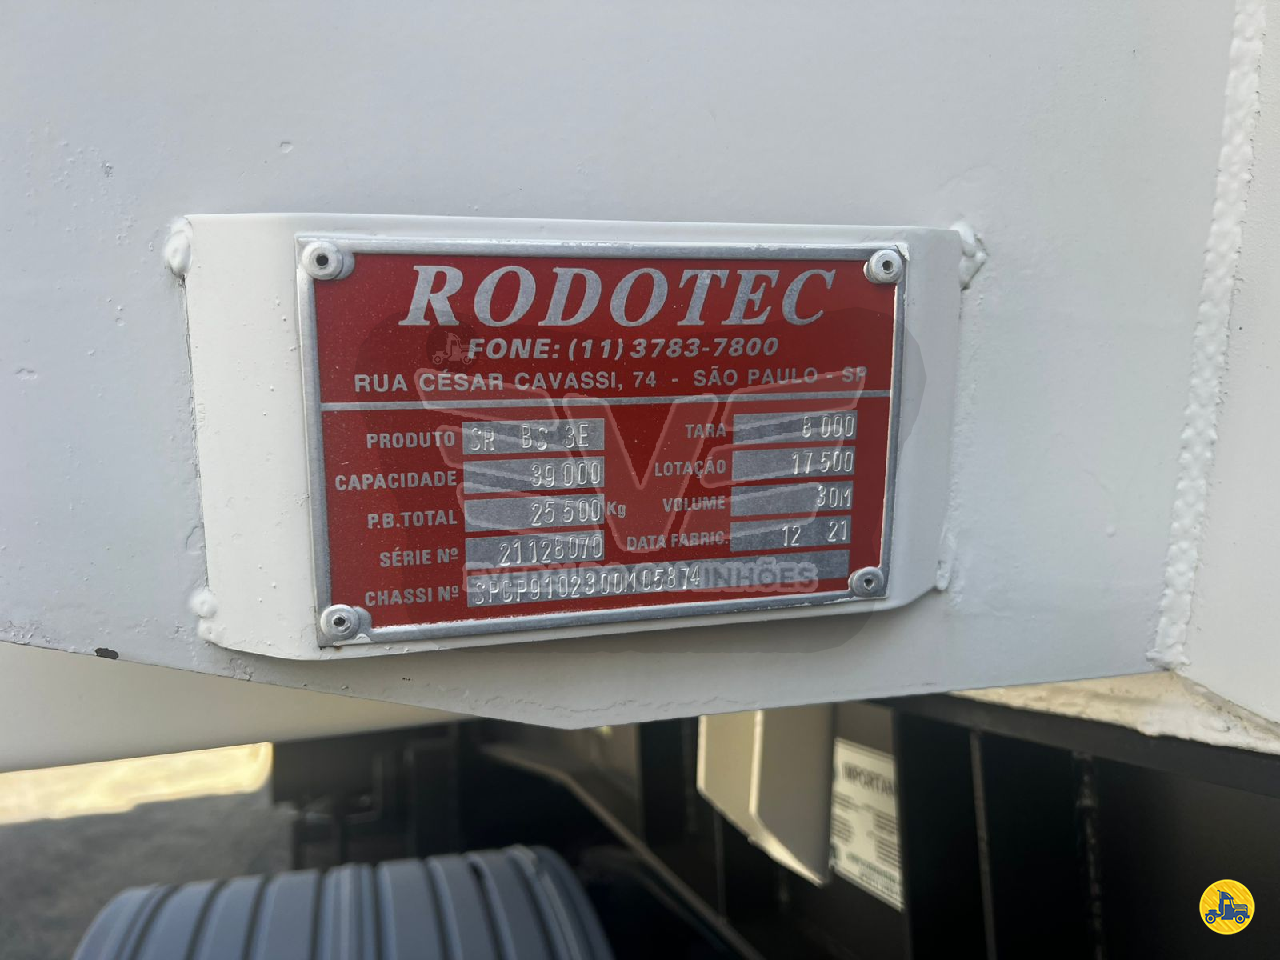 RODOTEC
FONE: (11) 3783-7800
RUA CÉSAR CAVASSI, 74 - SÃO PAULO - SP
PRODUTO SR BS 3E TARA 8 000
CAPACIDADE 39 000 LOTAÇÃO 17 500
P.B.TOTAL 25 500 Kg VOLUME 30M
SÉRIE Nº 21128070 DATA FABRIC. 12 21
CHASSI Nº